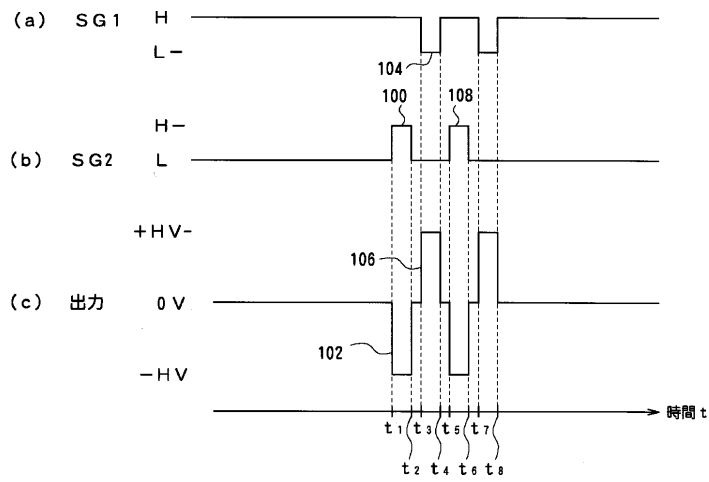 (a) SG1 H
L-
104
100 108
H-
(b) SG2 L
+HV-
106
(c) 出力 0V
102
-HV
時間t
t1 t3 t5 t7
t2 t4 t6 t8